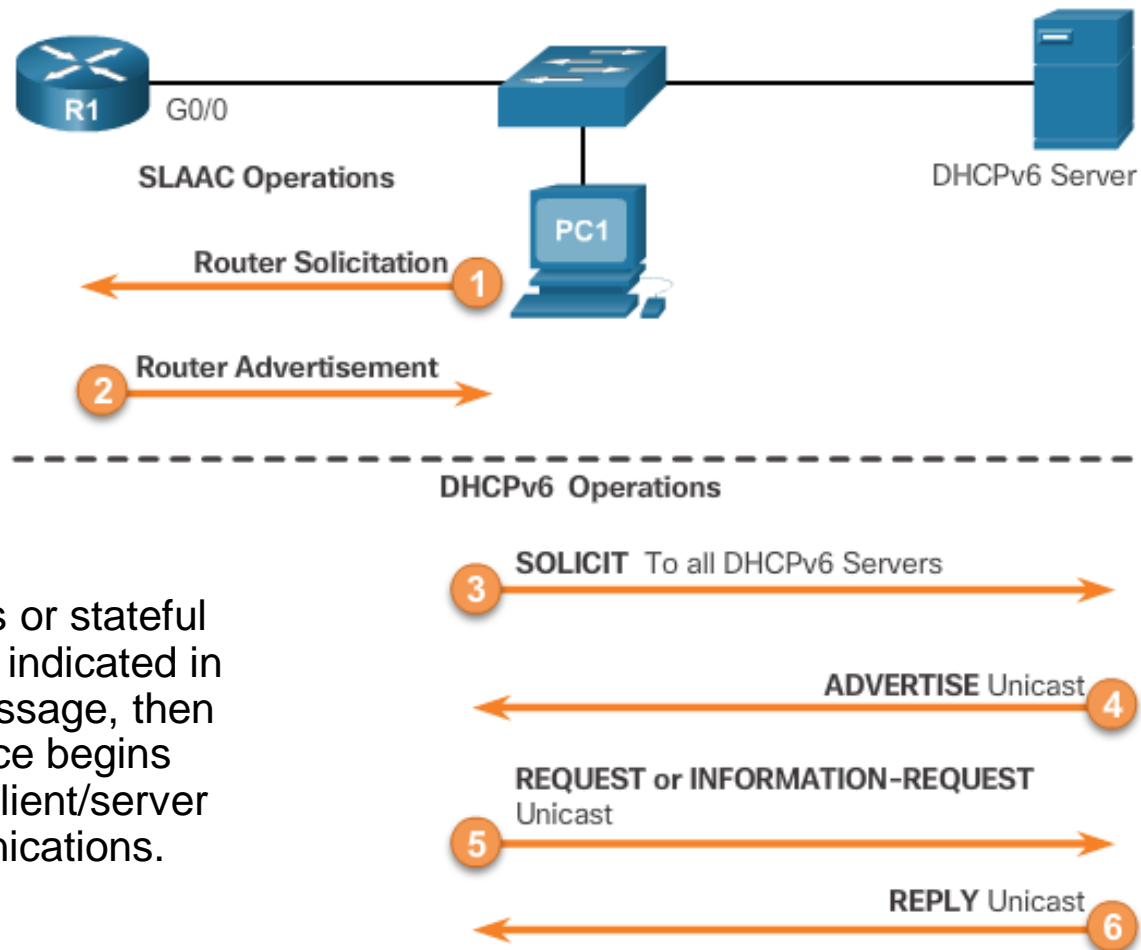 R1
G0/0
DHCPv6 Server
SLAAC Operations
PC1
Router Solicitation
1
Router Advertisement
2
DHCPv6 Operations
SOLICIT To all DHCPv6 Servers
3
s or stateful
indicated in
ssage, then
ce begins
lient/server
nications.
ADVERTISE Unicast
4
REQUEST or INFORMATION-REQUEST
Unicast
5
REPLY Unicast
6